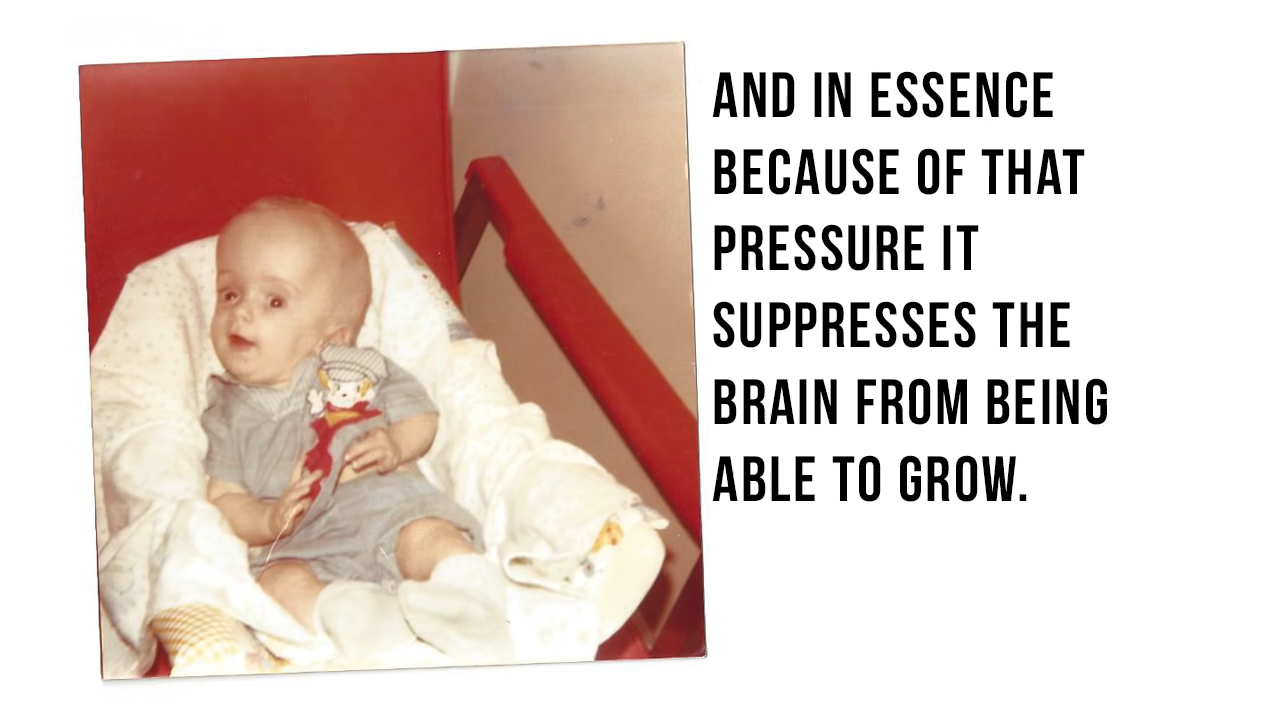 AND IN ESSENCE
BECAUSE OF THAT
PRESSURE IT
SUPPRESSES THE
BRAIN FROM BEING
ABLE TO GROW.